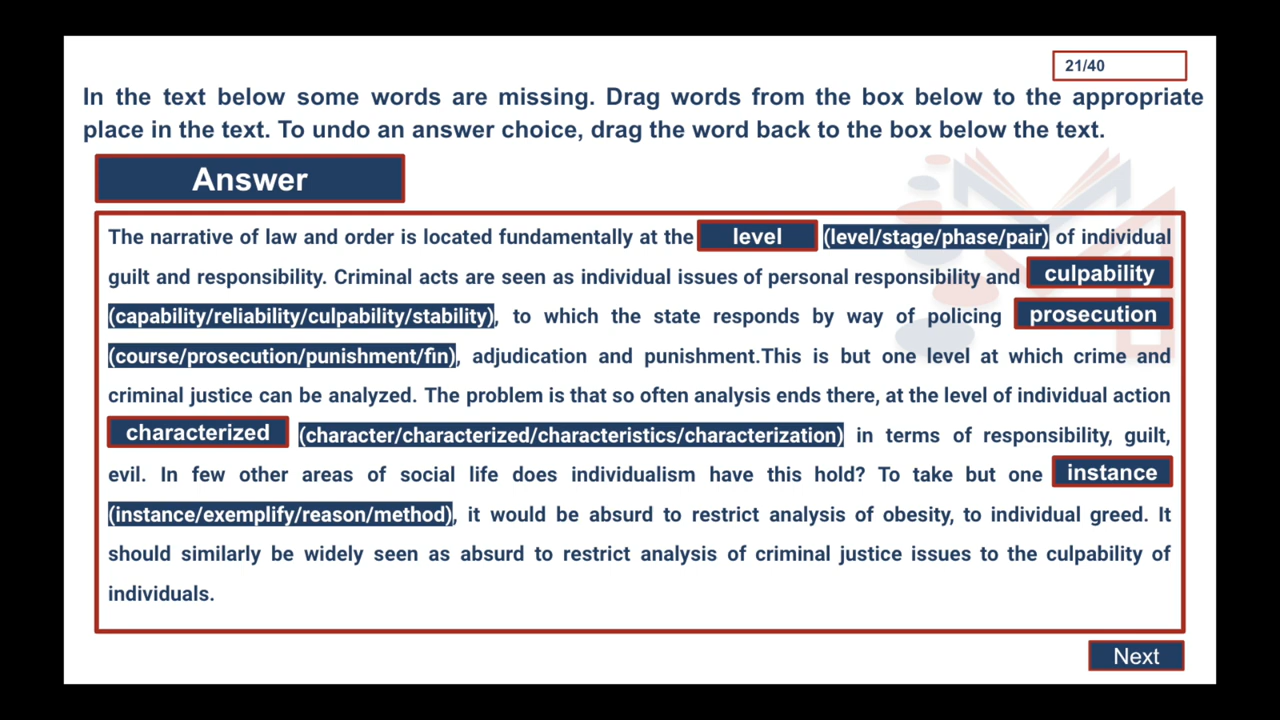 21/40
In the text below some words are missing. Drag words from the box below to the appropriate
place in the text. To undo an answer choice, drag the word back to the box below the text.
Answer
The narrative of law and order is located fundamentally at the level (level/stage/phase/pair) of individual
guilt and responsibility. Criminal acts are seen as individual issues of personal responsibility and culpability
(capability/reliability/culpability/stability), to which the state responds by way of policing prosecution
(course/prosecution/punishment/fin), adjudication and punishment.This is but one level at which crime and
criminal justice can be analyzed. The problem is that so often analysis ends there, at the level of individual action
characterized (character/characterized/characteristics/characterization) in terms of responsibility, guilt,
evil. In few other areas of social life does individualism have this hold? To take but one instance
(instance/exemplify/reason/method), it would be absurd to restrict analysis of obesity, to individual greed. It
should similarly be widely seen as absurd to restrict analysis of criminal justice issues to the culpability of
individuals.
Next